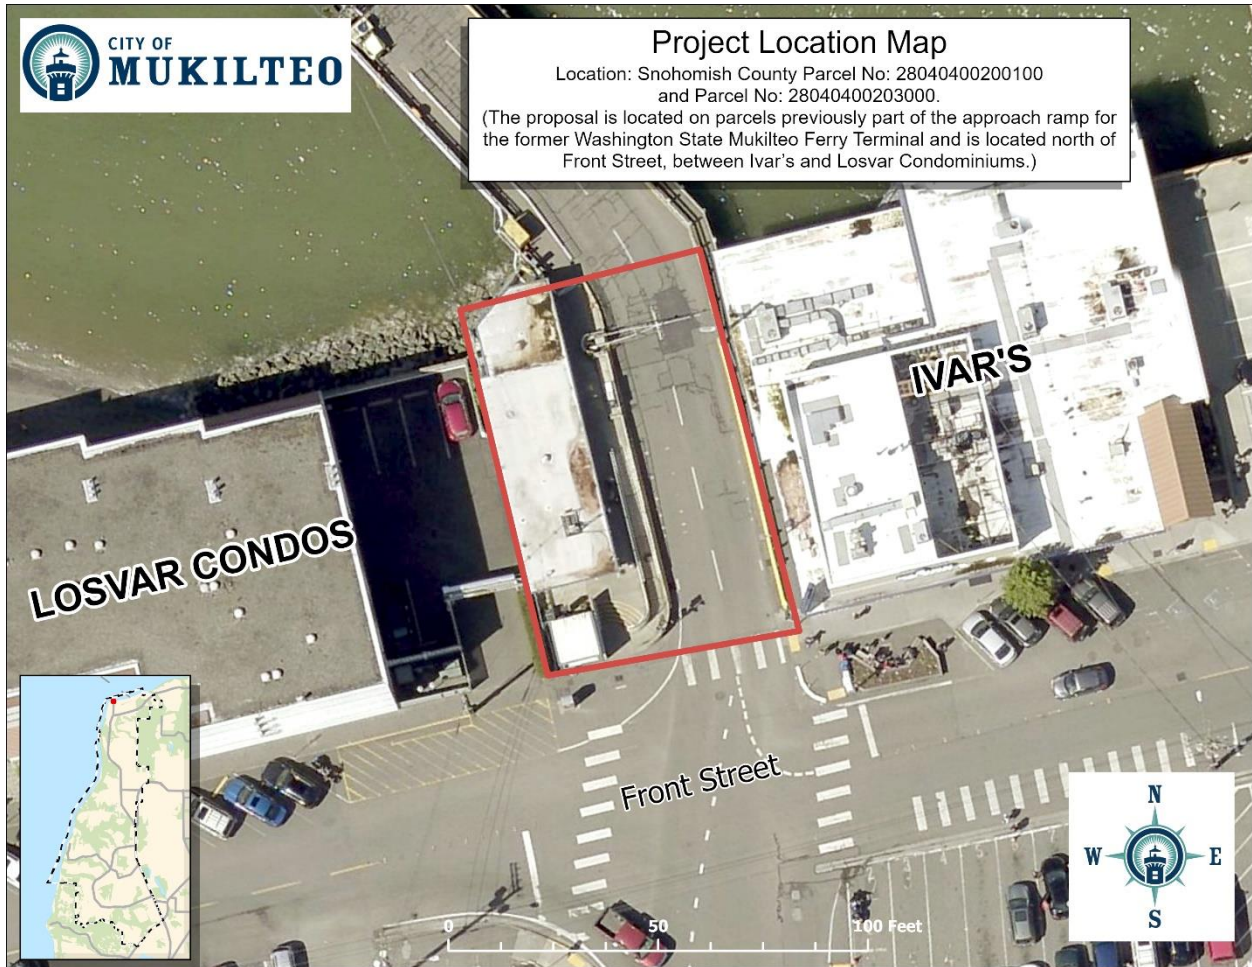 CITY OF
MUKILTEO
Project Location Map
Location: Snohomish County Parcel No: 28040400200100
and Parcel No: 28040400203000.
(The proposal is located on parcels previously part of the approach ramp for
the former Washington State Mukilteo Ferry Terminal and is located north of
Front Street, between Ivar's and Losvar Condominiums.)
IVAR'S
LOSVAR CONDOS
Front Street
N
W
E
S
0
50
100 Feet